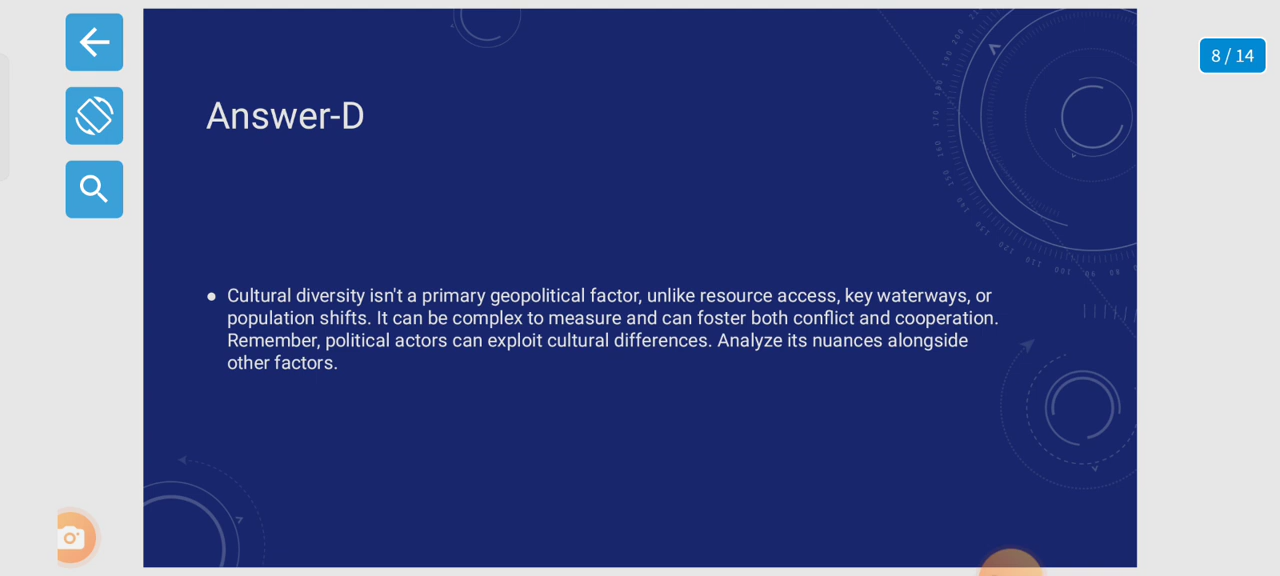 8 / 14
Answer-D
● Cultural diversity isn't a primary geopolitical factor, unlike resource access, key waterways, or
population shifts. It can be complex to measure and can foster both conflict and cooperation.
Remember, political actors can exploit cultural differences. Analyze its nuances alongside
other factors.